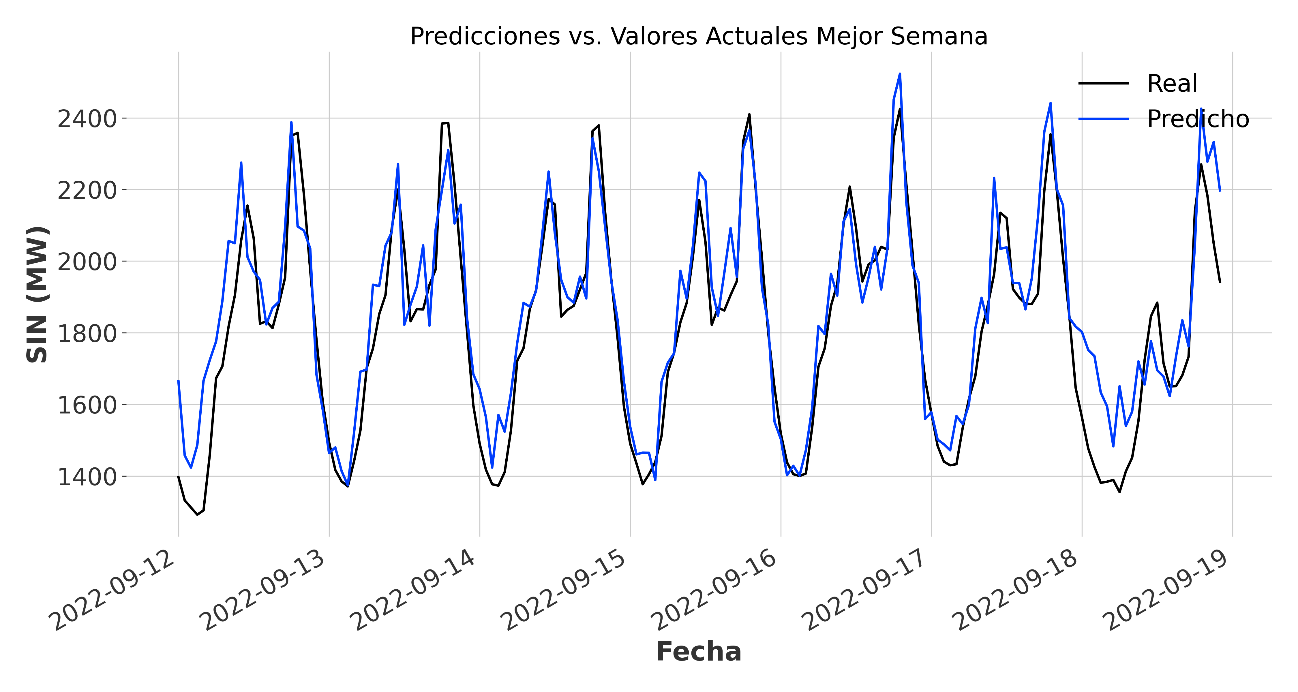 Predicciones vs. Valores Actuales Mejor Semana
Real
Predicho
2400
2200
2000
1800
1600
1400
SIN (MW)
2022-09-12
2022-09-13
2022-09-14
2022-09-15
2022-09-16
2022-09-17
2022-09-18
2022-09-19
Fecha